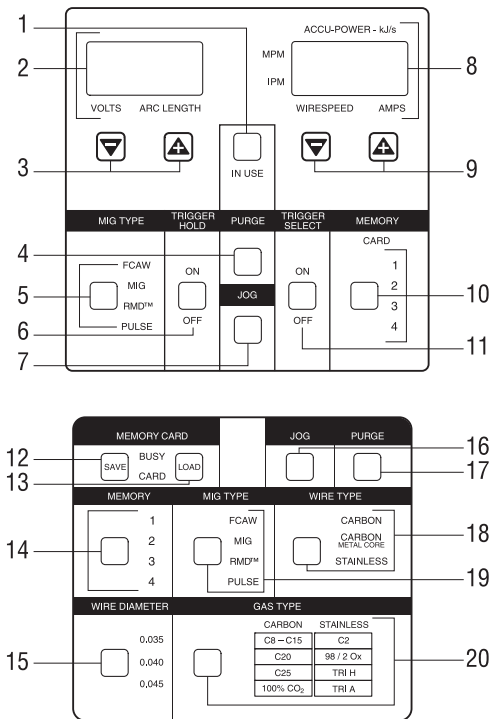 ACCU-POWER - kJ/s
1
2
MPM
IPM
8
VOLTS ARC LENGTH
WIRESPEED AMPS
3
IN USE
9
MIG TYPE
TRIGGER HOLD
PURGE
TRIGGER SELECT
MEMORY
CARD
4
5
FCAW
MIG
RMD™
PULSE
ON
OFF
6
JOG
7
ON
OFF
1
2
3
4
10
11
MEMORY CARD
JOG
PURGE
12
SAVE
BUSY
CARD
LOAD
13
16
17
MEMORY
MIG TYPE
WIRE TYPE
14
1
2
3
4
FCAW
MIG
RMD™
PULSE
CARBON
CARBON
METAL CORE
STAINLESS
18
19
WIRE DIAMETER
GAS TYPE
15
0.035
0.040
0,045
CARBON STAINLESS
C8 – C15 C2
C20 98 / 2 Ox
C25 TRI H
100% CO₂ TRI A
20